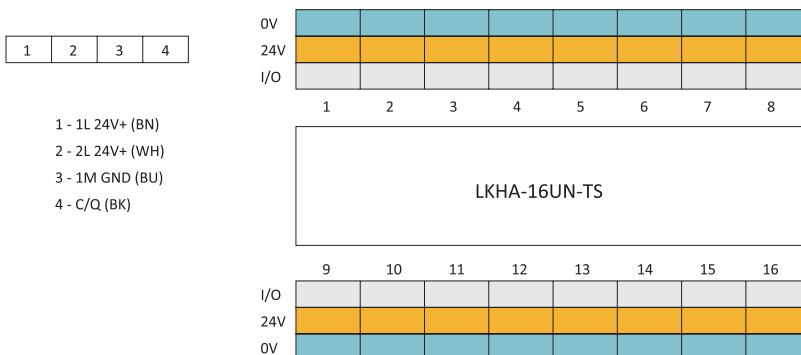 1 2 3 4
1 - 1L 24V+ (BN)
2 - 2L 24V+ (WH)
3 - 1M GND (BU)
4 - C/Q (BK)
0V
24V
I/O
1 2 3 4 5 6 7 8
LKHA-16UN-TS
9 10 11 12 13 14 15 16
I/O
24V
0V